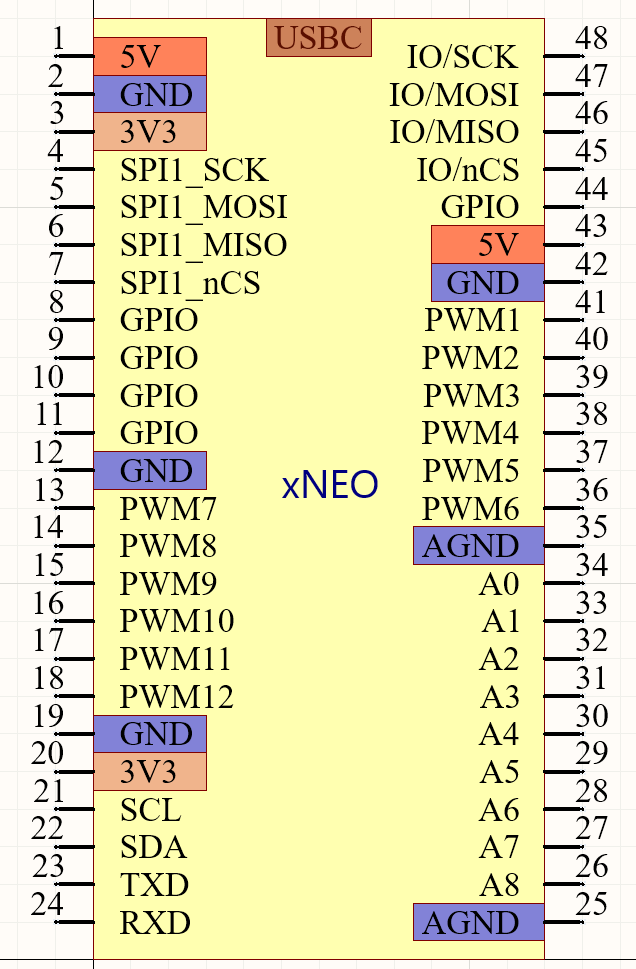 USBC
1 5V IO/SCK 48
2 GND IO/MOSI 47
3 3V3 IO/MISO 46
4 SPI1_SCK IO/nCS 45
5 SPI1_MOSI GPIO 44
6 SPI1_MISO 5V 43
7 SPI1_nCS GND 42
8 GPIO PWM1 41
9 GPIO PWM2 40
10 GPIO PWM3 39
11 GPIO PWM4 38
12 GND xNEO PWM5 37
13 PWM7 PWM6 36
14 PWM8 AGND 35
15 PWM9 A0 34
16 PWM10 A1 33
17 PWM11 A2 32
18 PWM12 A3 31
19 GND A4 30
20 3V3 A5 29
21 SCL A6 28
22 SDA A7 27
23 TXD A8 26
24 RXD AGND 25